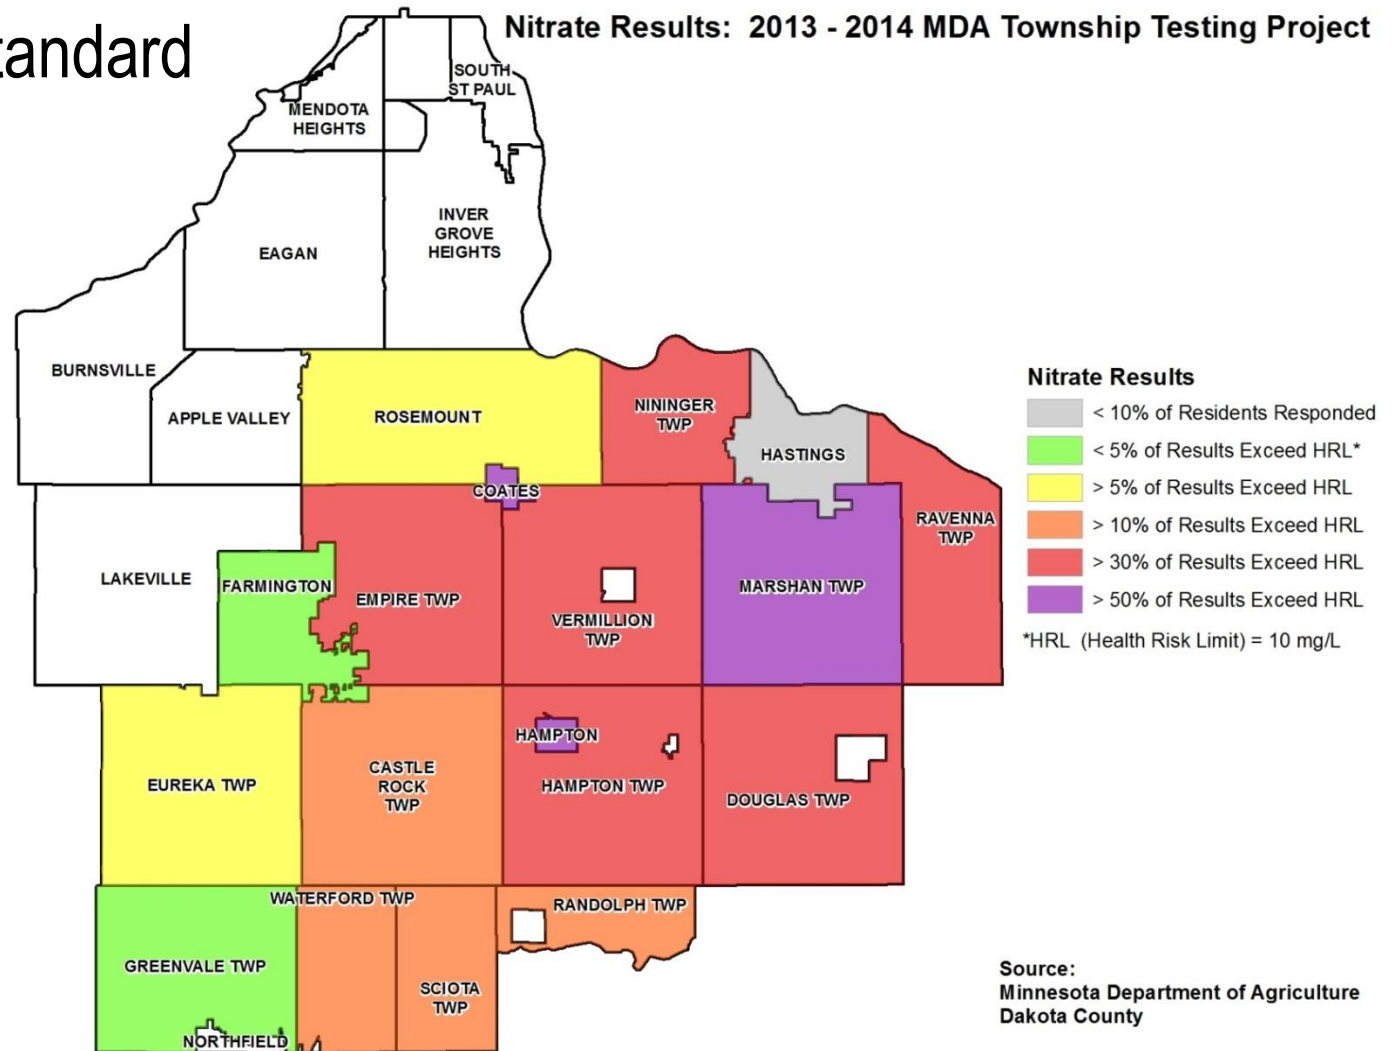 tandard
Nitrate Results: 2013 - 2014 MDA Township Testing Project
SOUTH
ST PAUL
MENDOTA
HEIGHTS
INVER
GROVE
HEIGHTS
EAGAN
BURNSVILLE
APPLE VALLEY
ROSEMOUNT
NININGER
TWP
HASTINGS
COATES
RAVENNA
TWP
LAKEVILLE
FARMINGTON
EMPIRE TWP
VERMILLION
TWP
MARSHAN TWP
HAMPTON
EUREKA TWP
CASTLE
ROCK
TWP
HAMPTON TWP
DOUGLAS TWP
WATERFORD TWP
RANDOLPH TWP
GREENVALE TWP
SCIOTA
TWP
NORTHFIELD
Nitrate Results
< 10% of Residents Responded
< 5% of Results Exceed HRL*
> 5% of Results Exceed HRL
> 10% of Results Exceed HRL
> 30% of Results Exceed HRL
> 50% of Results Exceed HRL
*HRL (Health Risk Limit) = 10 mg/L
Source:
Minnesota Department of Agriculture
Dakota County